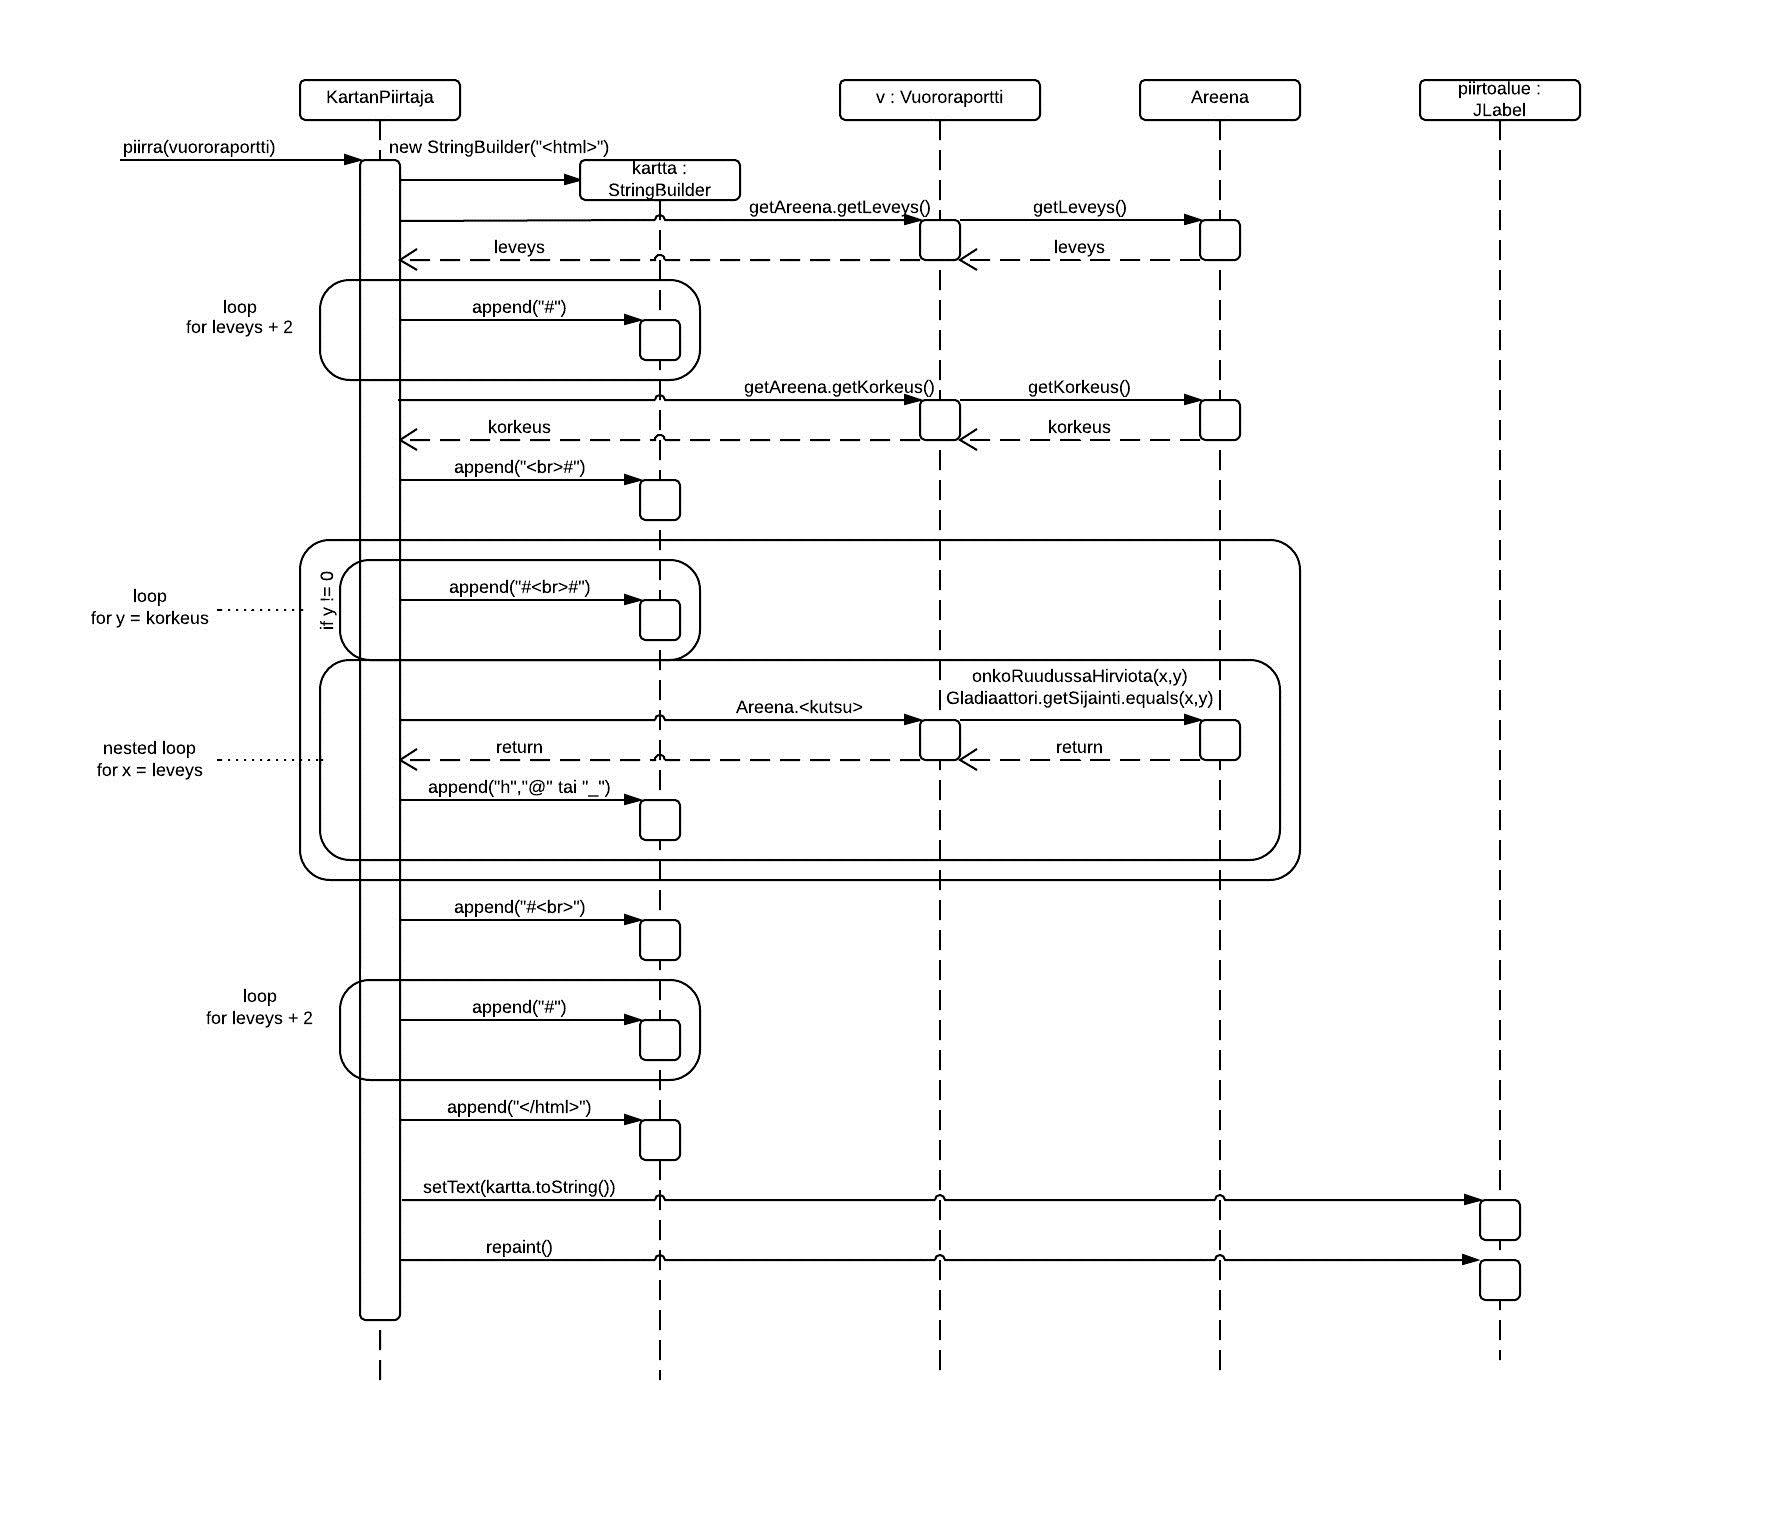 KartanPiirtaja
v : Vuororaportti
Areena
piirtoalue :
JLabel
piirra(vuororaportti)
new StringBuilder("<html>")
kartta :
StringBuilder
getAreena.getLeveys()
getLeveys()
leveys
leveys
loop
for leveys + 2
append("#")
getAreena.getKorkeus()
getKorkeus()
korkeus
korkeus
append("<br>#")
loop
for y = korkeus
if y != 0
append("#<br>#")
onkoRuudussaHirviota(x,y)
Gladiaattori.getSijainti.equals(x,y)
Areena.<kutsu>
nested loop
for x = leveys
return
return
append("h","@" tai "_")
append("#<br>")
loop
for leveys + 2
append("#")
append("</html>")
setText(kartta.toString())
repaint()